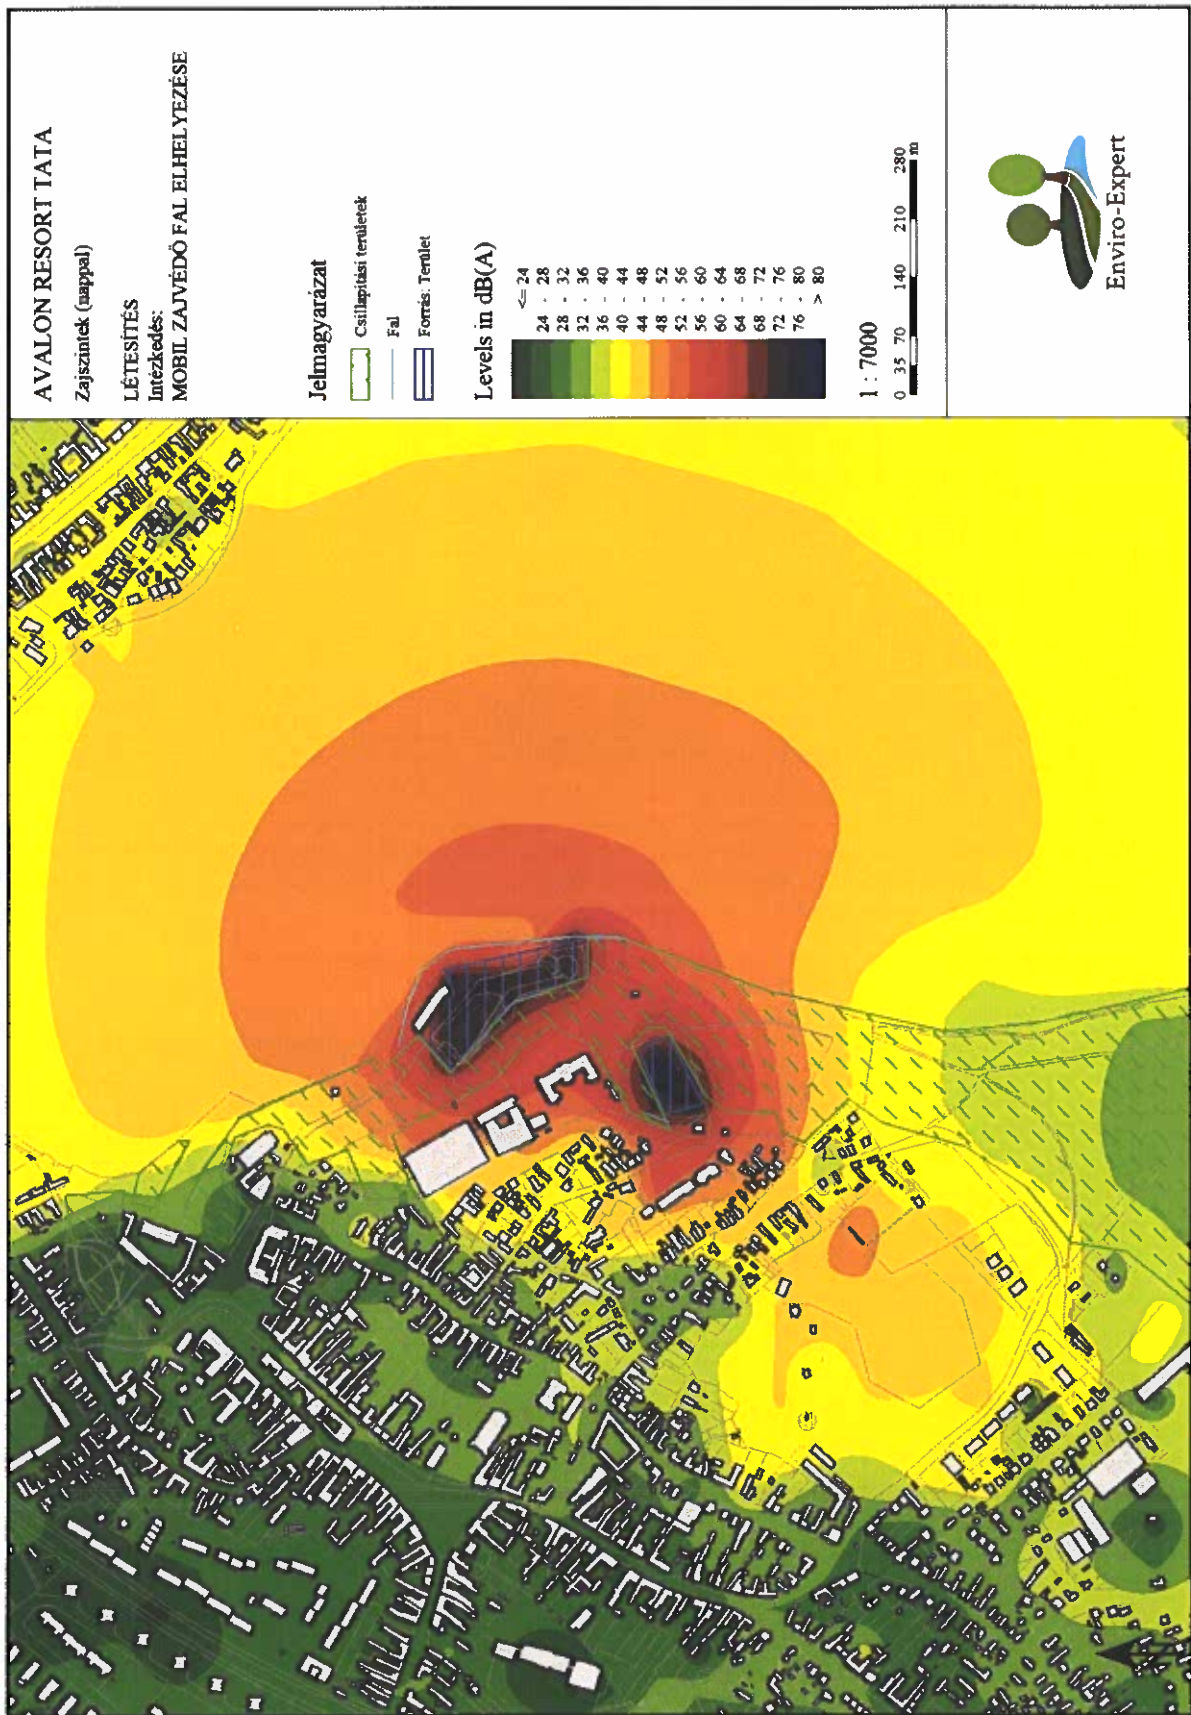 AVALON RESORT TATA
Zajszintek (nappal)
LÉTESÍTÉS
Intézkedés:
MOBIL ZAJVÉDŐ FAL ELHELYEZÉSE
Jelmagyarázat
Csillapítási területek
Fal
Forrás: Terület
Levels in dB(A)
<= 24
24 - 28
28 - 32
32 - 36
36 - 40
40 - 44
44 - 48
48 - 52
52 - 56
56 - 60
60 - 64
64 - 68
68 - 72
72 - 76
76 - 80
> 80
1 : 7000
0 35 70 140 210 280
m
Enviro-Expert